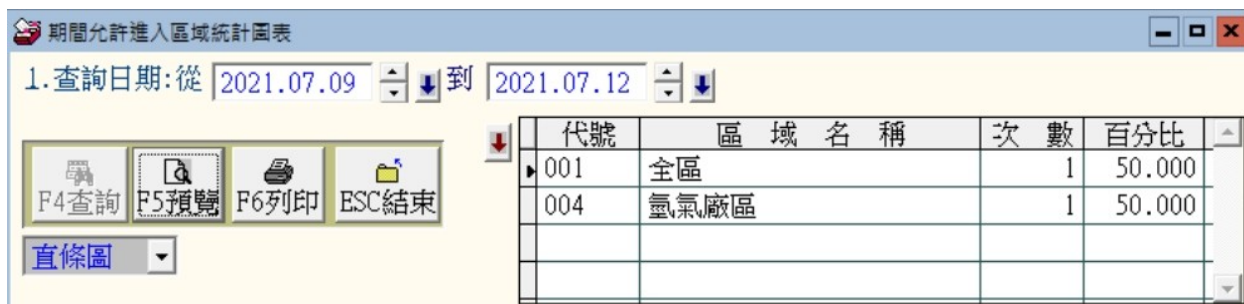 期間允許進入區域統計圖表
1.查詢日期:從 2021.07.09 到 2021.07.12
代號 區 域 名 稱 次 數 百分比
001 全區 1 50.000
004 氫氣廠區 1 50.000
F4查詢 F5預覽 F6列印 ESC結束
直條圖